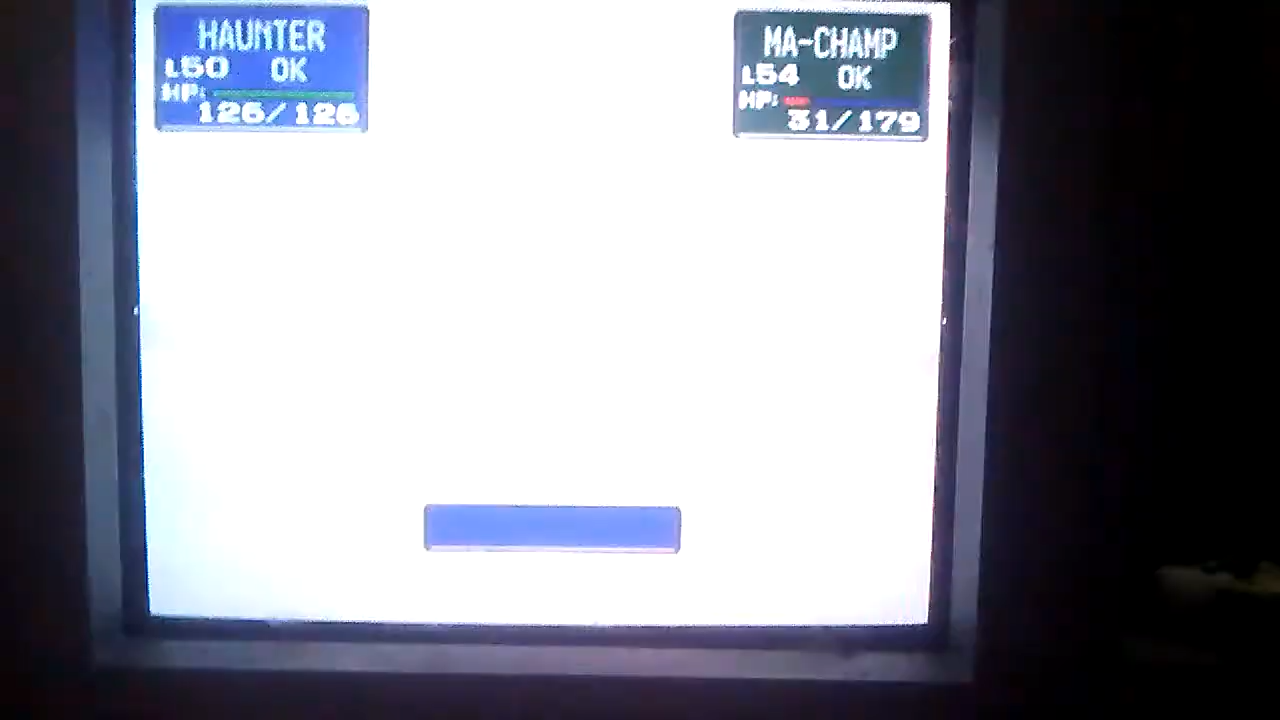 HAUNTER
L50 OK
HP:
126/126
MA-CHAMP
L54 OK
HP:
31/179